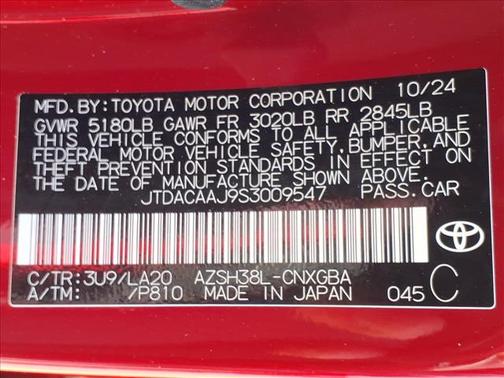 MFD.BY:TOYOTA MOTOR CORPORATION 10/24
GVWR 5180LB GAWR FR 3020LB RR 2845LB
THIS VEHICLE CONFORMS TO ALL APPLICABLE
FEDERAL MOTOR VEHICLE SAFETY,BUMPER,AND
THEFT PREVENTION STANDARDS IN EFFECT ON
THE DATE OF MANUFACTURE SHOWN ABOVE.
JTDACAAJ9S3009547 PASS.CAR
TOYOTA
C/TR:3U9/LA20 AZSH38L-CNXGBA
A/TM: /P810 MADE IN JAPAN 045 C